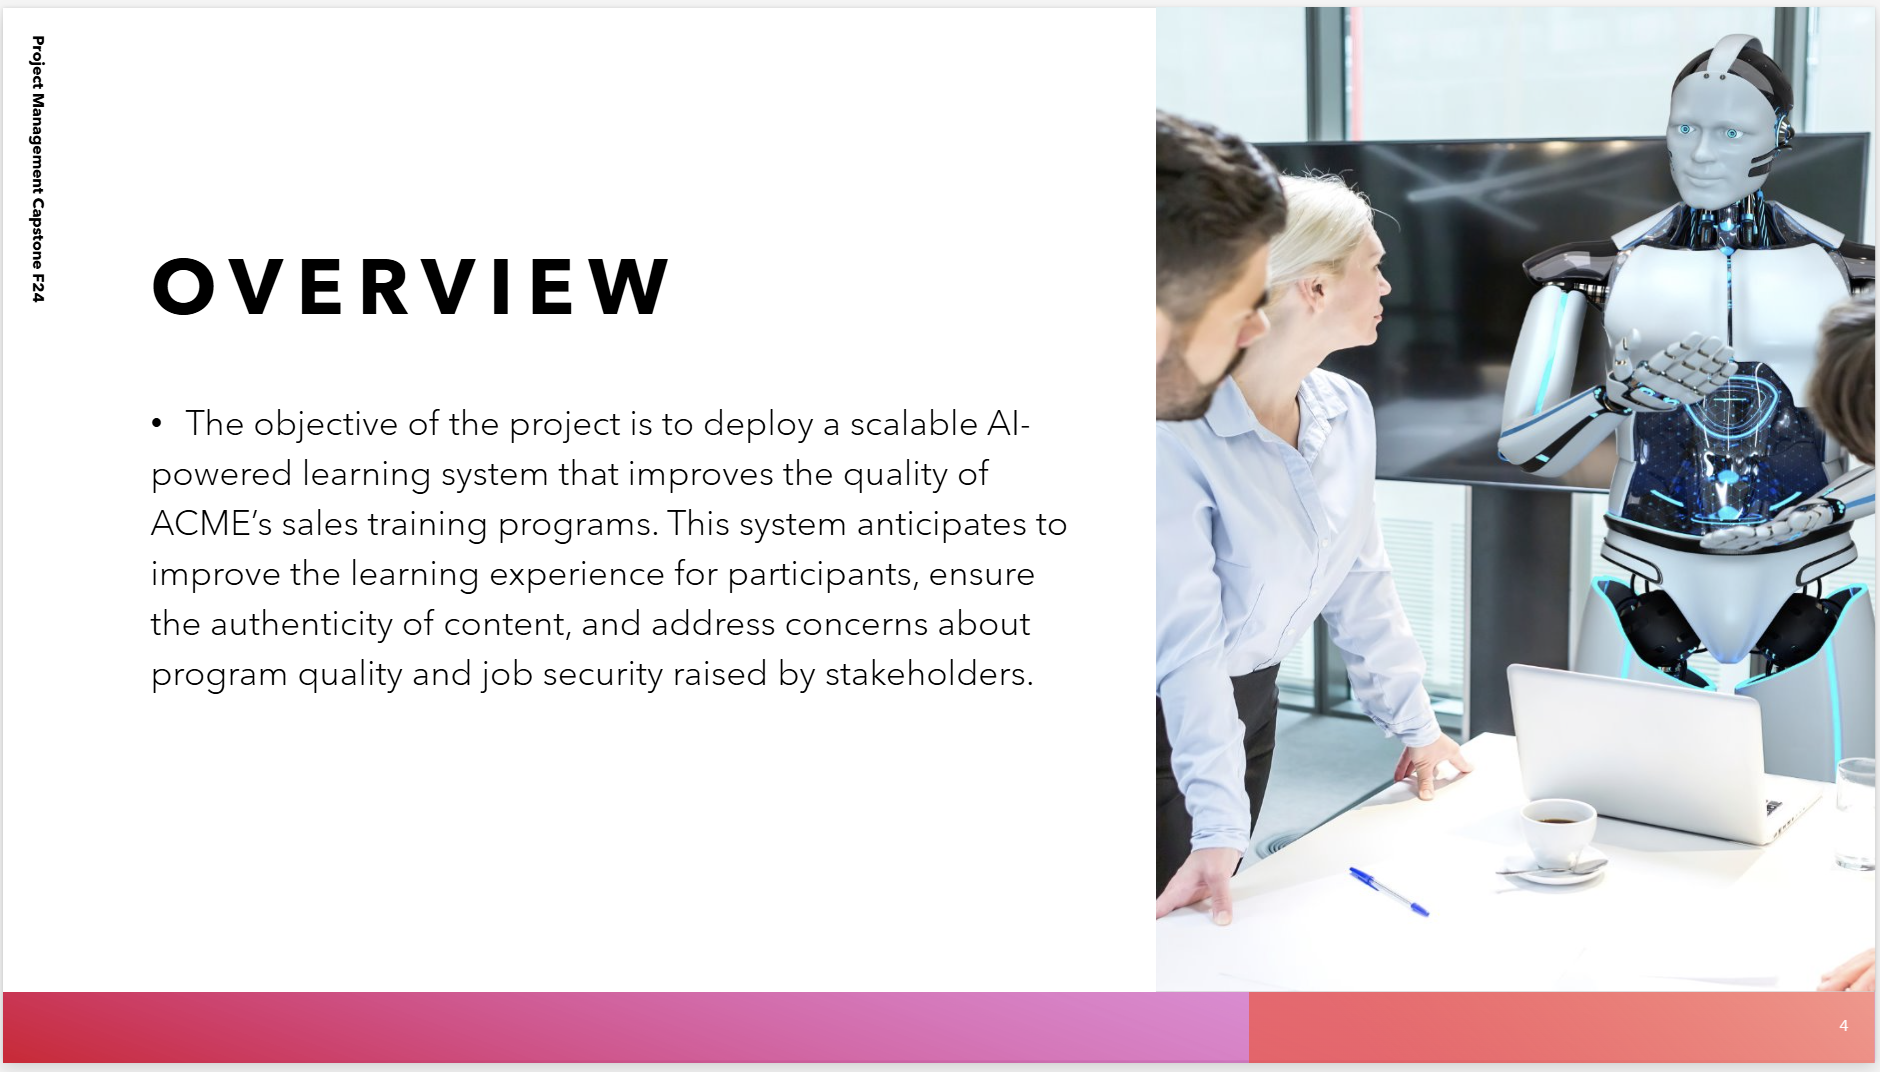 Project Management Capstone F24
OVERVIEW
• The objective of the project is to deploy a scalable AI-
powered learning system that improves the quality of
ACME’s sales training programs. This system anticipates to
improve the learning experience for participants, ensure
the authenticity of content, and address concerns about
program quality and job security raised by stakeholders.
4